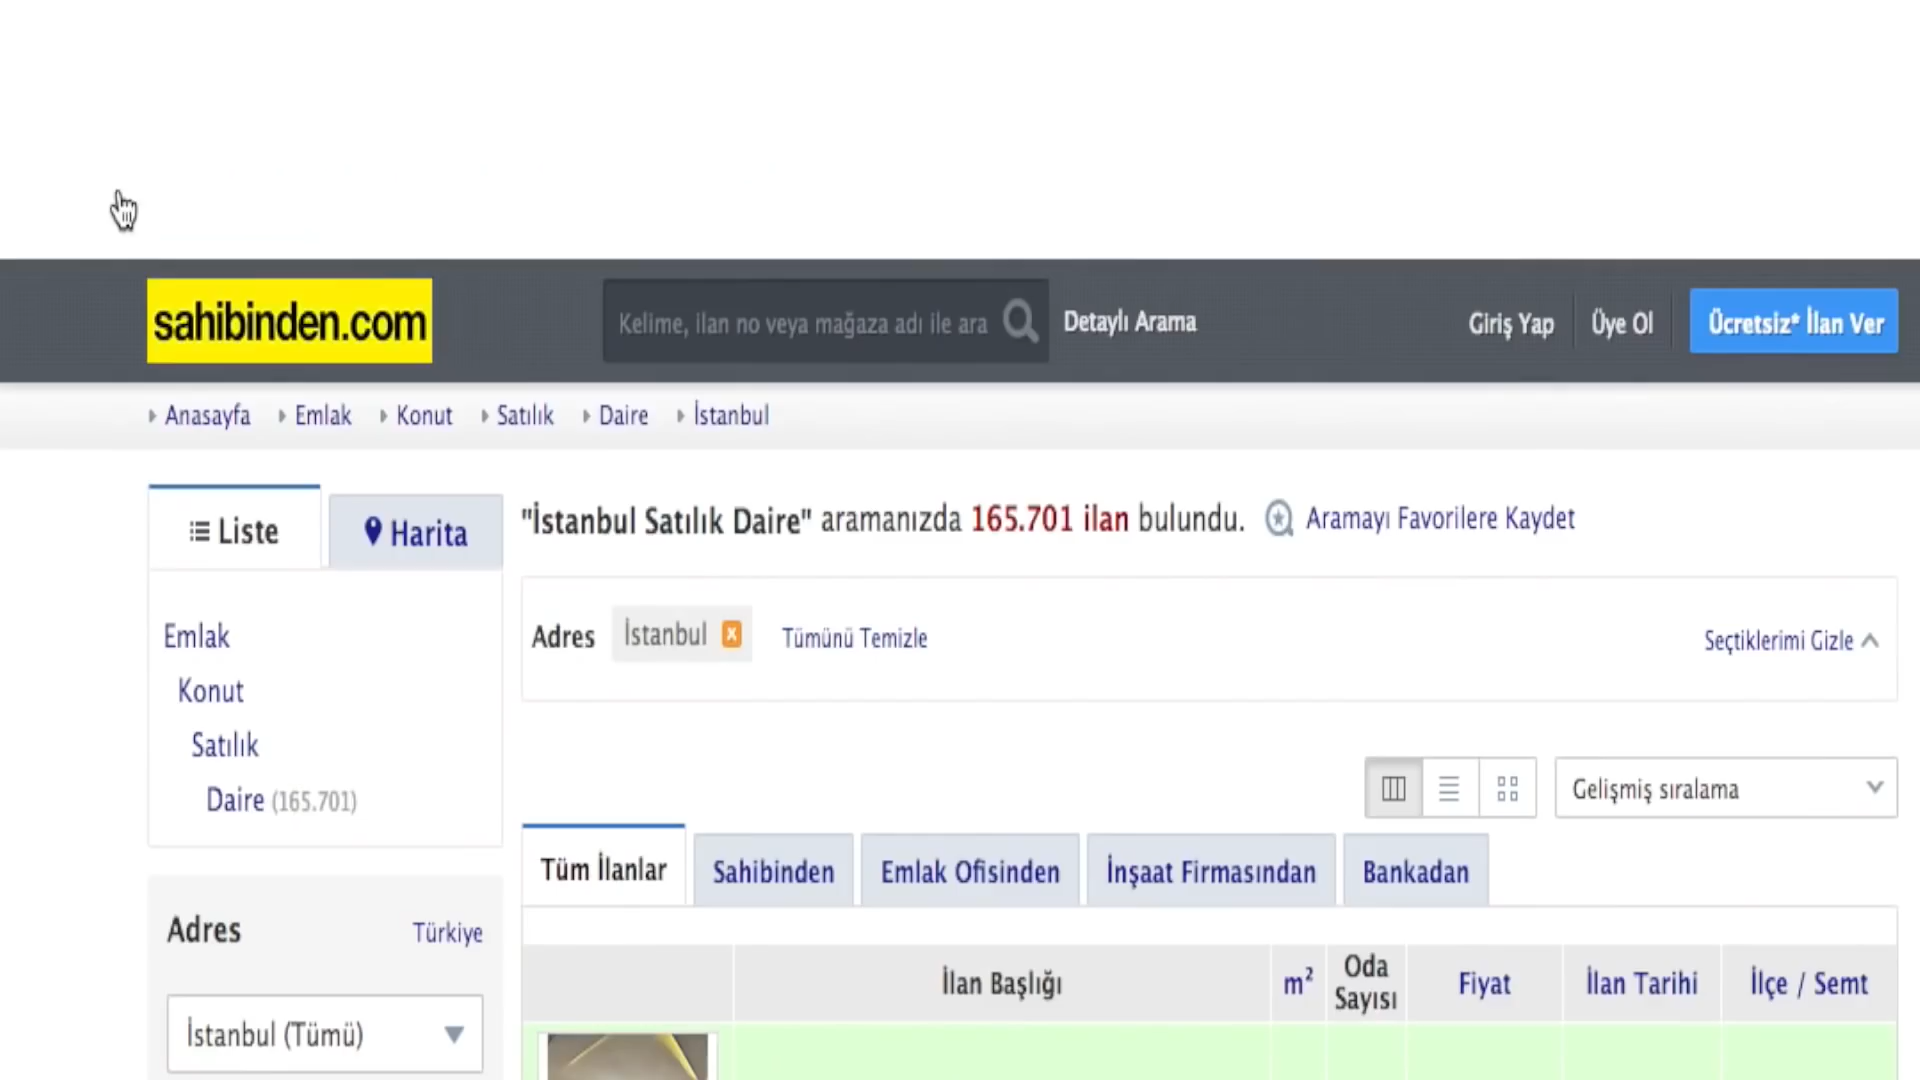 sahibinden.com
Kelime, ilan no veya mağaza adı ile ara
Detaylı Arama
Giriş Yap
Üye Ol
Ücretsiz* İlan Ver
Anasayfa Emlak Konut Satılık Daire İstanbul
Liste
Harita
"İstanbul Satılık Daire" aramanızda 165.701 ilan bulundu.
Aramayı Favorilere Kaydet
Emlak
Konut
Satılık
Daire (165.701)
Adres İstanbul Tümünü Temizle
Seçtiklerimi Gizle
Gelişmiş sıralama
Tüm İlanlar
Sahibinden
Emlak Ofisinden
İnşaat Firmasından
Bankadan
Adres
Türkiye
İstanbul (Tümü)
İlan Başlığı
m²
Oda
Sayısı
Fiyat
İlan Tarihi
İlçe / Semt